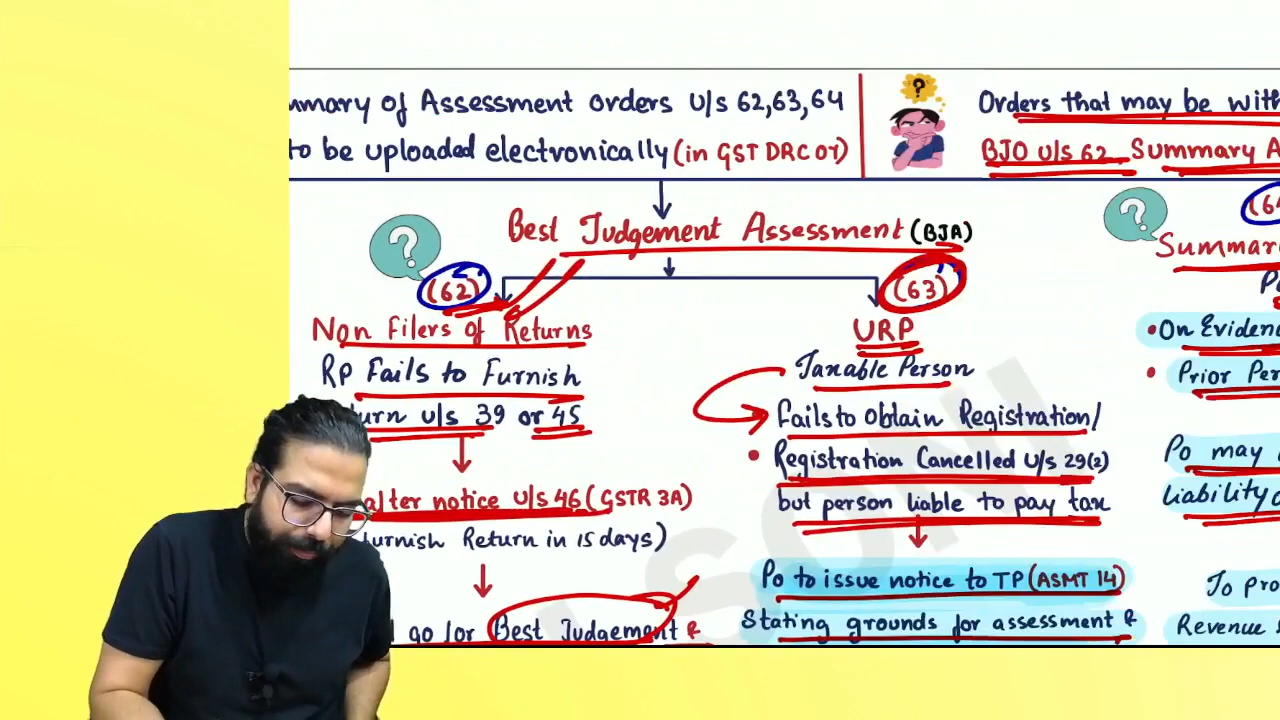 mmary of Assessment orders U/s 62,63,64
to be uploaded electronically (in GST DRC 07)
?
Orders that may be with
BJO U/s 62 Summary A
Best Judgement Assessment (BJA)
?
(62)
Non Filers of Returns
RP Fails to Furnish
turn u/s 39 or 45
after notice U/s 46 (GSTR 3A)
urnish Return in 15 days)
go for Best Judgement &
(63)
URP
Taxable Person
Fails to Obtain Registration/
• Registration Cancelled U/s 29(2)
but person liable to pay tax
Po to issue notice to TP (ASMT 14)
Stating grounds for assessment &
?
(64
Summar
Po
• On Evidenc
• Prior Per
Po may
liability o
To pro
Revenue
SONI